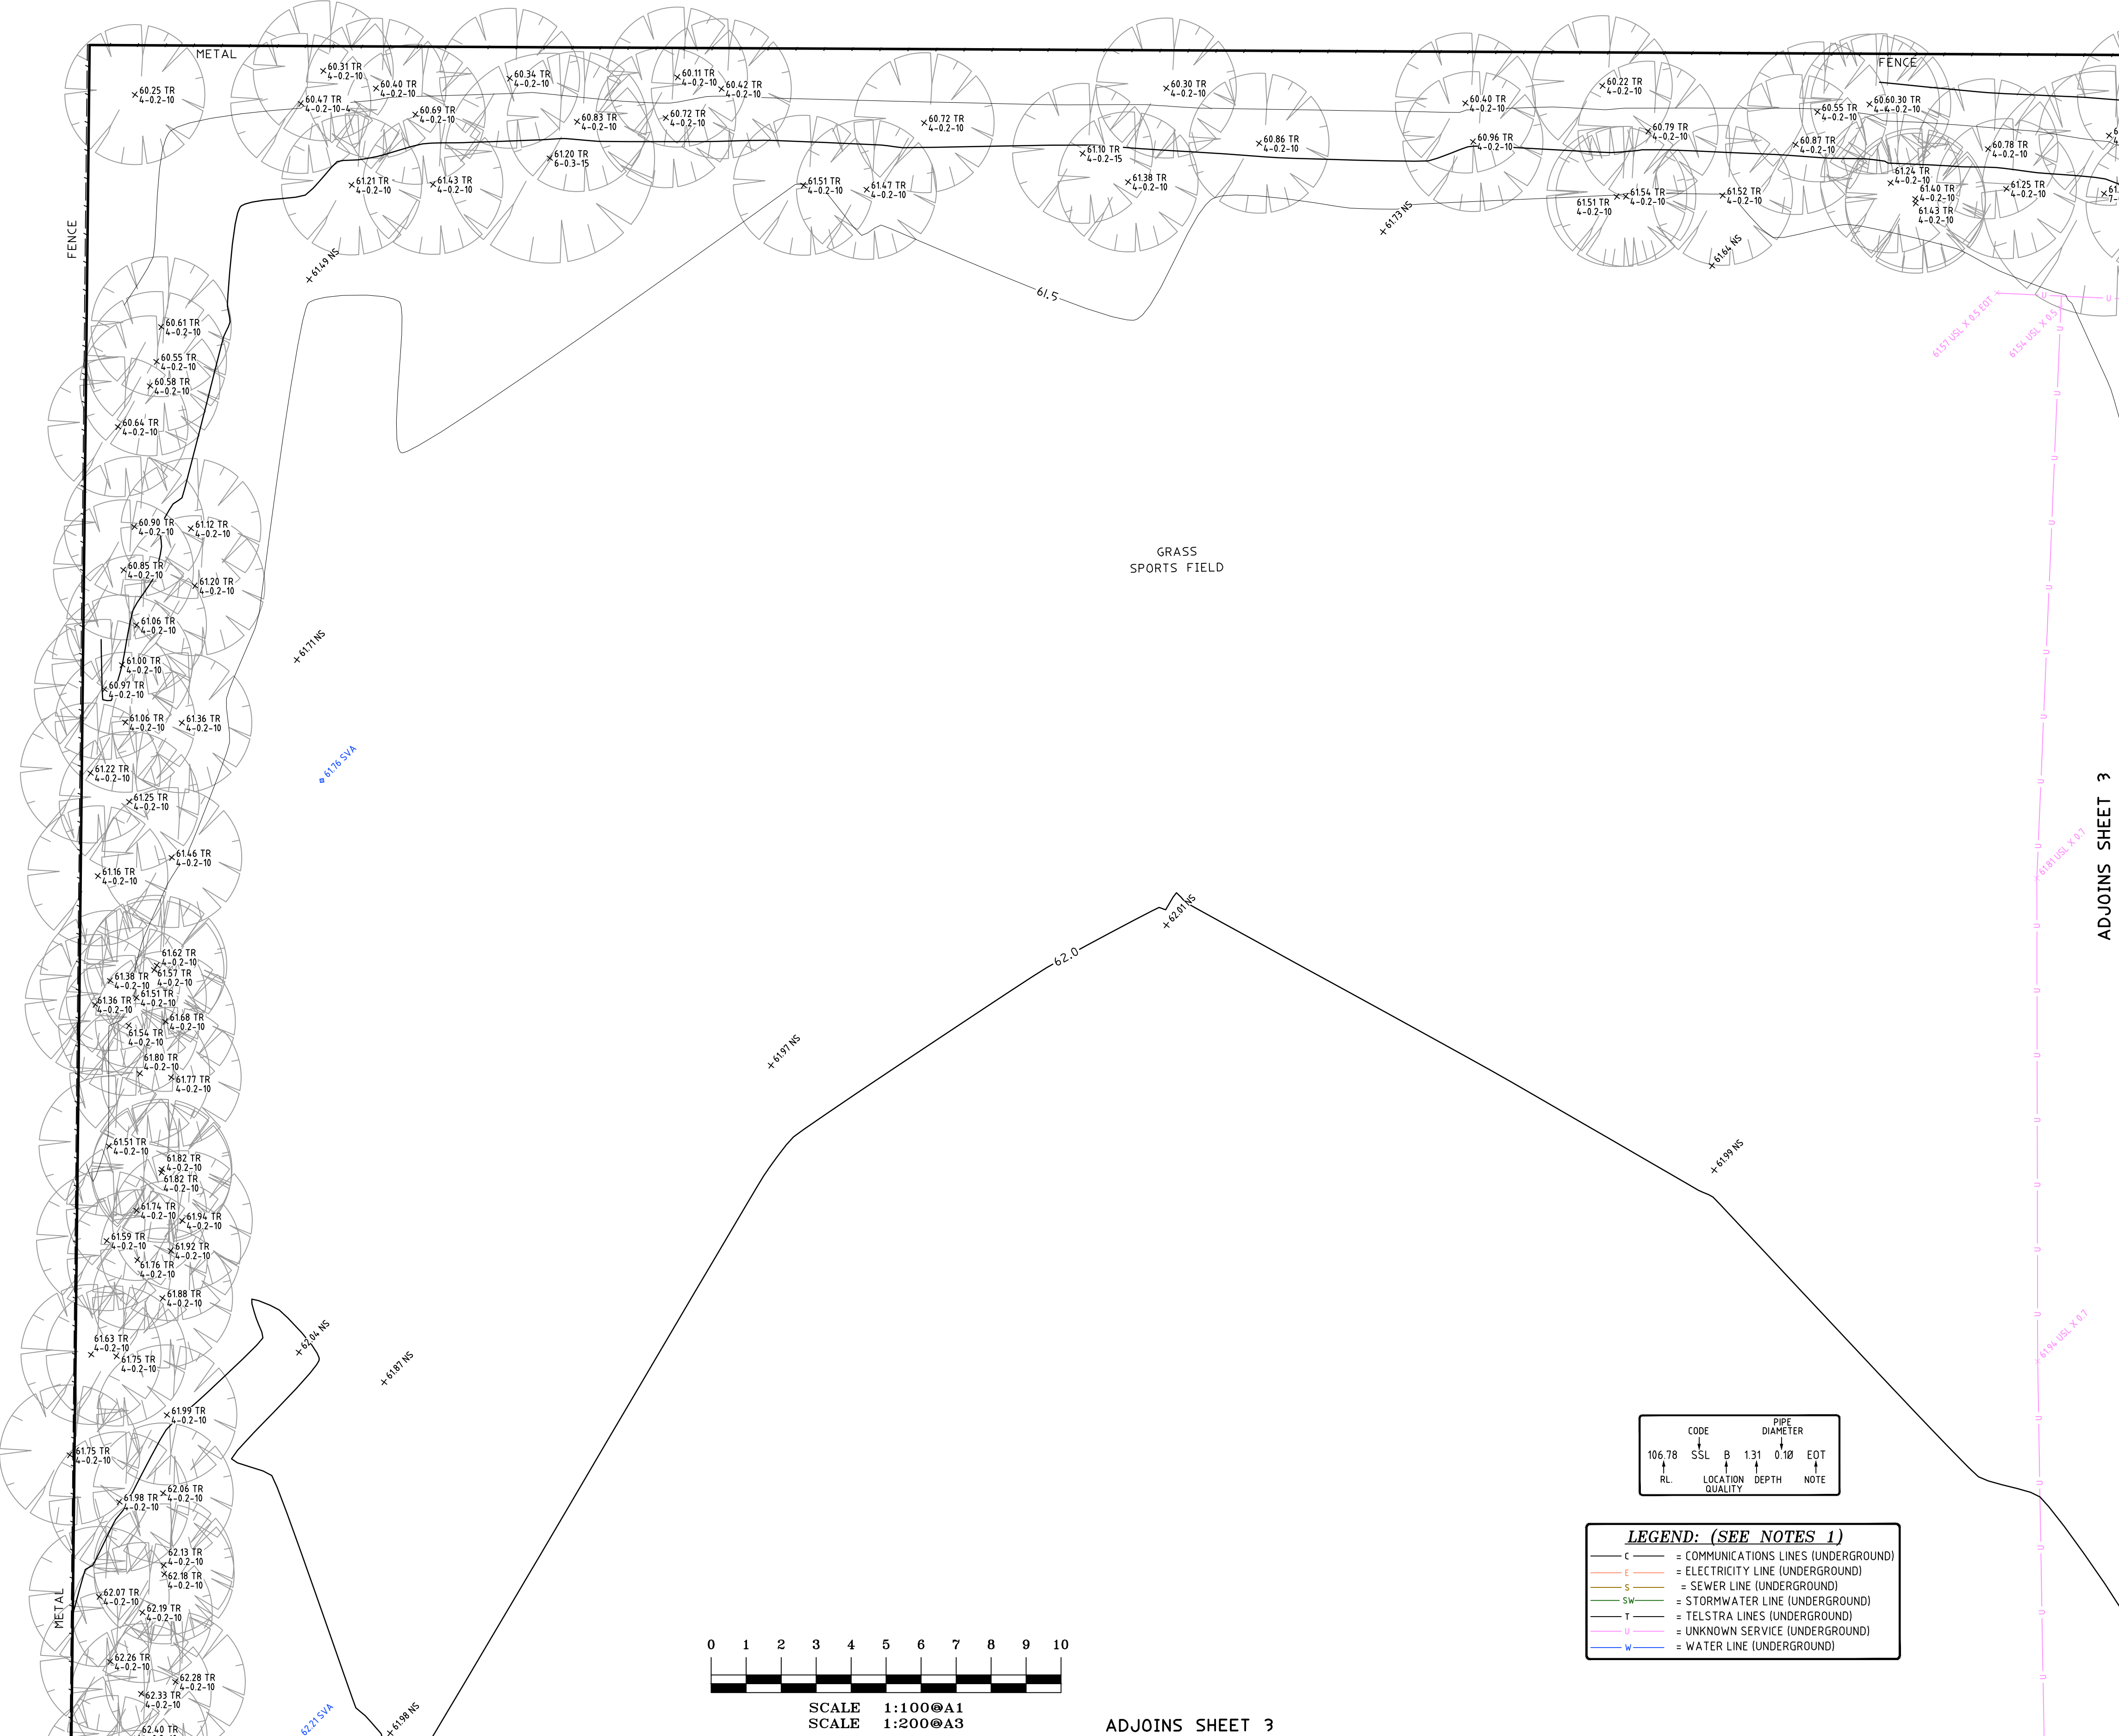 METAL
FENCE
60.25 TR
4-0.2-10
60.31 TR
4-0.2-10
60.40 TR
4-0.2-10
60.47 TR
4-0.2-10-4
60.69 TR
4-0.2-10
60.34 TR
4-0.2-10
60.83 TR
4-0.2-10
61.20 TR
6-0.3-15
61.21 TR
4-0.2-10
61.43 TR
4-0.2-10
60.11 TR
4-0.2-10
60.42 TR
4-0.2-10
60.72 TR
4-0.2-10
61.51 TR
4-0.2-10
61.47 TR
4-0.2-10
60.72 TR
4-0.2-10
60.30 TR
4-0.2-10
61.10 TR
4-0.2-15
61.38 TR
4-0.2-10
60.86 TR
4-0.2-10
60.40 TR
4-0.2-10
60.96 TR
4-0.2-10
60.22 TR
4-0.2-10
60.79 TR
4-0.2-10
61.51 TR
4-0.2-10
61.54 TR
4-0.2-10
61.52 TR
4-0.2-10
60.55 TR
4-0.2-10
60.60.30 TR
4-4-0.2-10
60.87 TR
4-0.2-10
61.24 TR
4-0.2-10
61.40 TR
4-0.2-10
61.43 TR
4-0.2-10
60.78 TR
4-0.2-10
61.25 TR
4-0.2-10
FENCE
61.49 NS
61.73 NS
61.64 NS
61.5
61.57 USL X 0.5 EOT
61.54 USL X 0.5
U
60.61 TR
4-0.2-10
60.55 TR
4-0.2-10
60.58 TR
4-0.2-10
60.64 TR
4-0.2-10
60.90 TR
4-0.2-10
61.12 TR
4-0.2-10
60.85 TR
4-0.2-10
61.20 TR
4-0.2-10
GRASS
SPORTS FIELD
61.06 TR
4-0.2-10
61.00 TR
4-0.2-10
60.97 TR
4-0.2-10
61.71 NS
61.06 TR
4-0.2-10
61.36 TR
4-0.2-10
61.22 TR
4-0.2-10
61.76 SVA
61.25 TR
4-0.2-10
61.46 TR
4-0.2-10
61.16 TR
4-0.2-10
61.81 USL X 0.7
ADJOINS SHEET 3
62.01 NS
62.0
61.62 TR
4-0.2-10
61.57 TR
4-0.2-10
61.38 TR
4-0.2-10
61.51 TR
4-0.2-10
61.36 TR
4-0.2-10
61.68 TR
4-0.2-10
61.54 TR
4-0.2-10
61.80 TR
4-0.2-10
61.77 TR
4-0.2-10
61.97 NS
61.99 NS
61.51 TR
4-0.2-10
61.82 TR
4-0.2-10
61.82 TR
4-0.2-10
61.74 TR
4-0.2-10
61.94 TR
4-0.2-10
61.59 TR
4-0.2-10
61.92 TR
4-0.2-10
61.76 TR
4-0.2-10
61.88 TR
4-0.2-10
61.63 TR
4-0.2-10
61.75 TR
4-0.2-10
62.04 NS
61.87 NS
61.94 USL X 0.7
61.99 TR
4-0.2-10
61.75 TR
4-0.2-10
62.06 TR
4-0.2-10
61.98 TR
4-0.2-10
62.13 TR
4-0.2-10
62.18 TR
4-0.2-10
62.07 TR
4-0.2-10
62.19 TR
4-0.2-10
METAL
62.26 TR
4-0.2-10
62.28 TR
4-0.2-10
62.33 TR
4-0.2-10
62.40 TR
4-0.2-10
62.21 SVA
61.98 NS
CODE PIPE DIAMETER
106.78 SSL B 1.31 0.1Ø EOT
RL. LOCATION QUALITY DEPTH NOTE
LEGEND: (SEE NOTES 1)
C = COMMUNICATIONS LINES (UNDERGROUND)
E = ELECTRICITY LINE (UNDERGROUND)
S = SEWER LINE (UNDERGROUND)
SW = STORMWATER LINE (UNDERGROUND)
T = TELSTRA LINES (UNDERGROUND)
U = UNKNOWN SERVICE (UNDERGROUND)
W = WATER LINE (UNDERGROUND)
0 1 2 3 4 5 6 7 8 9 10
SCALE 1:100@A1
SCALE 1:200@A3
ADJOINS SHEET 3